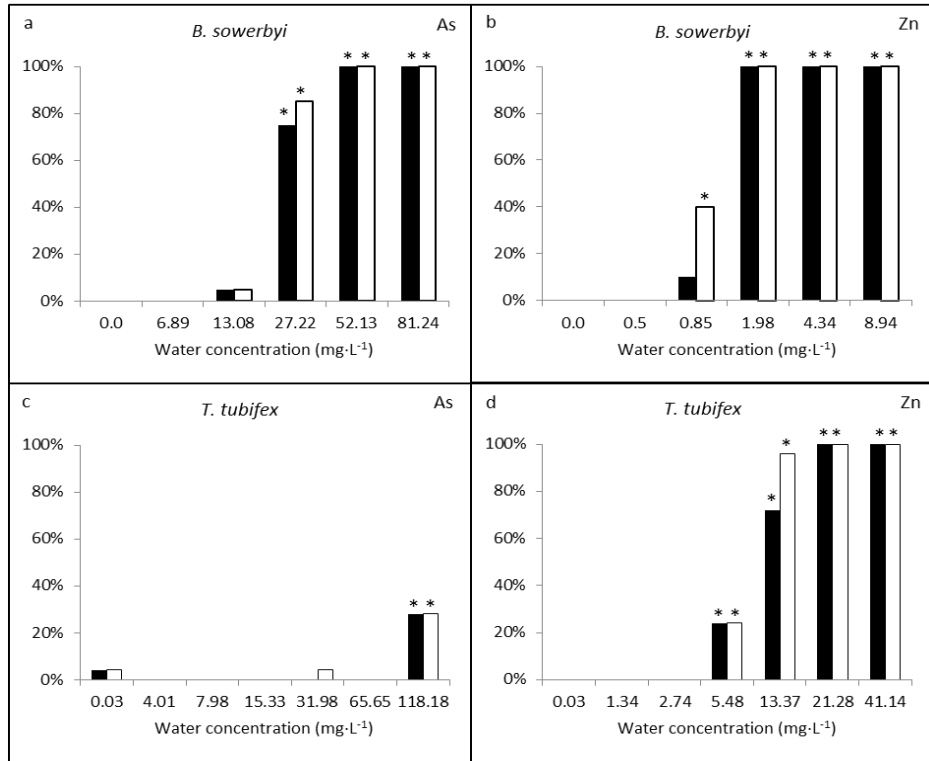 a
B. sowerbyi
As
* *
* *
*
*
100%
80%
60%
40%
20%
0%
0.0 6.89 13.08 27.22 52.13 81.24
Water concentration (mg·L⁻¹)
b
B. sowerbyi
Zn
* *
* *
* *
*
100%
80%
60%
40%
20%
0%
0.0 0.5 0.85 1.98 4.34 8.94
Water concentration (mg·L⁻¹)
c
T. tubifex
As
100%
80%
60%
40%
20%
0%
* *
0.03 4.01 7.98 15.33 31.98 65.65 118.18
Water concentration (mg·L⁻¹)
d
T. tubifex
Zn
* *
* *
*
*
* *
100%
80%
60%
40%
20%
0%
0.03 1.34 2.74 5.48 13.37 21.28 41.14
Water concentration (mg·L⁻¹)